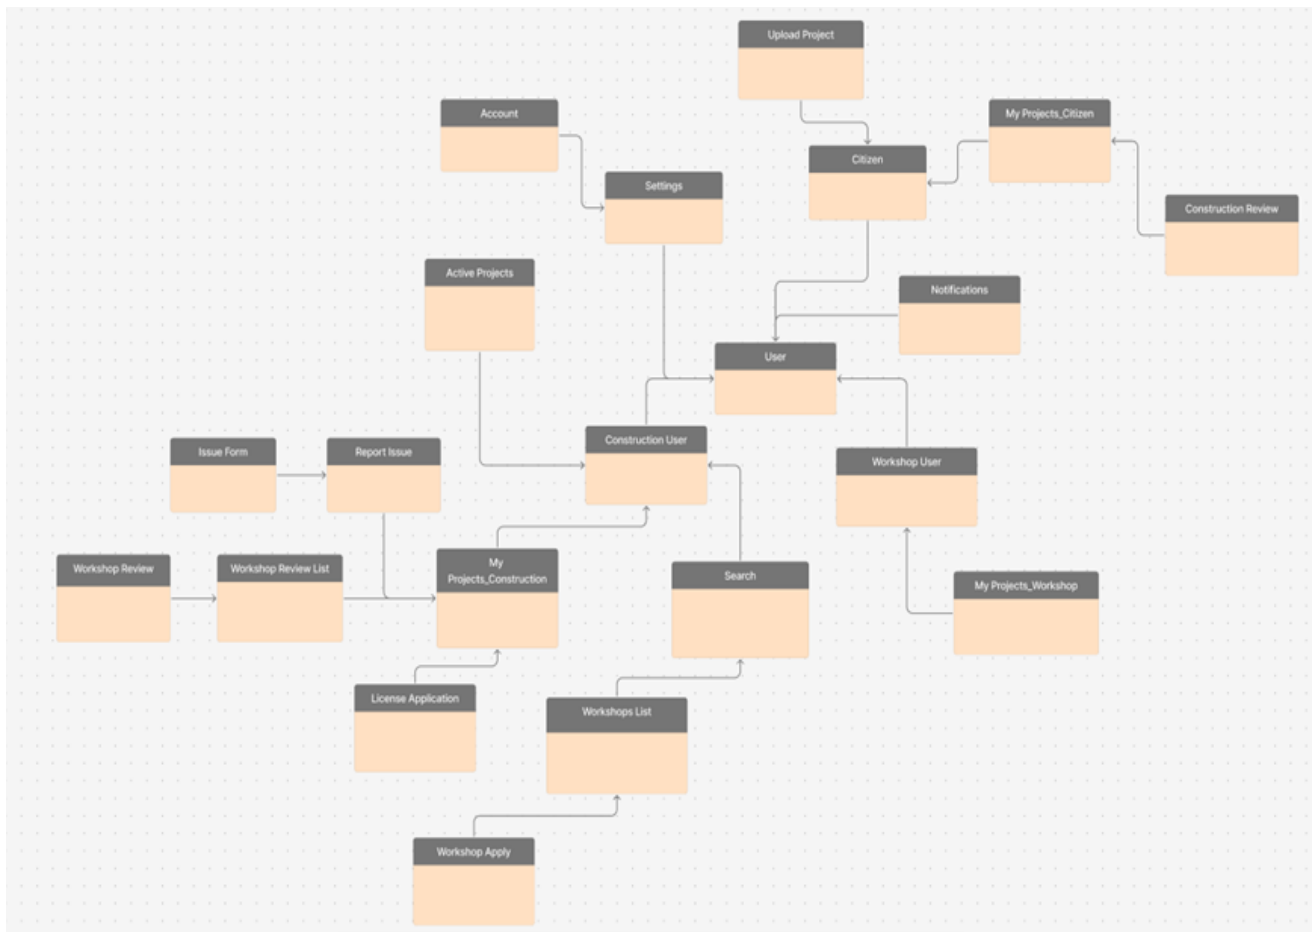 Upload Project
Account
My Projects_Citizen
Citizen
Settings
Construction Review
Active Projects
Notifications
User
Construction User
Issue Form
Report Issue
Workshop User
My
Projects_Construction
Workshop Review
Workshop Review List
Search
My Projects_Workshop
License Application
Workshops List
Workshop Apply